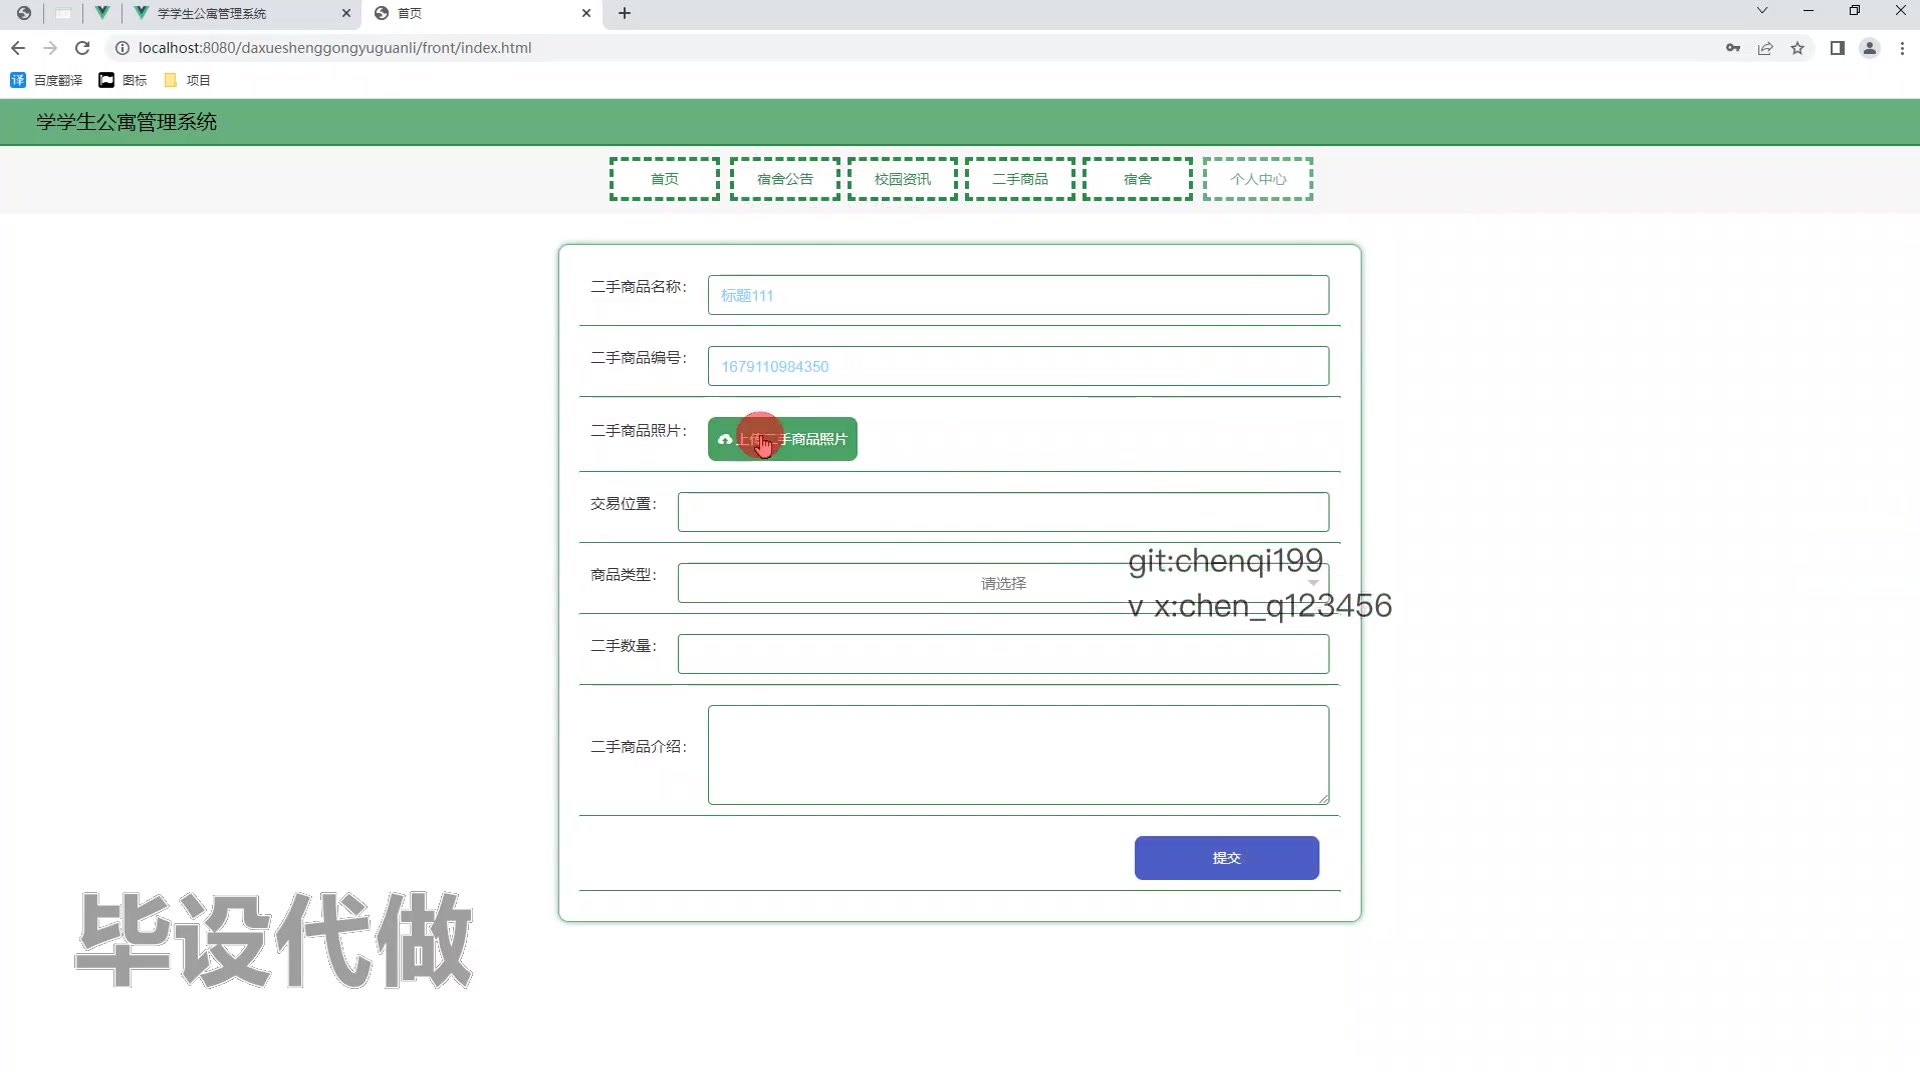 学学生公寓管理系统
首页
localhost:8080/daxueshenggongyuguanli/front/index.html
译 百度翻译 图标 项目
学学生公寓管理系统
首页 宿舍公告 校园资讯 二手商品 宿舍 个人中心
二手商品名称： 标题111
二手商品编号： 1679110984350
二手商品照片： 上传二手商品照片
交易位置：
git:chenqi199
商品类型： 请选择
v x:chen_q123456
二手数量：
二手商品介绍：
提交
毕设代做